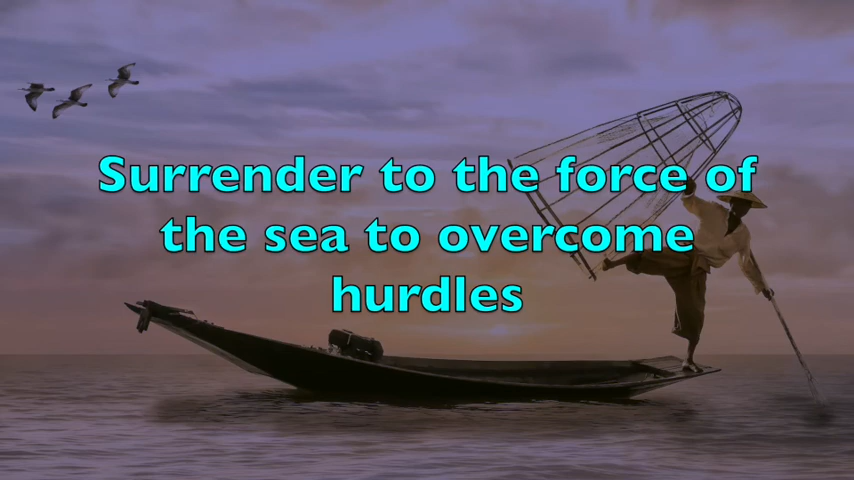 Surrender to the force of
the sea to overcome
hurdles